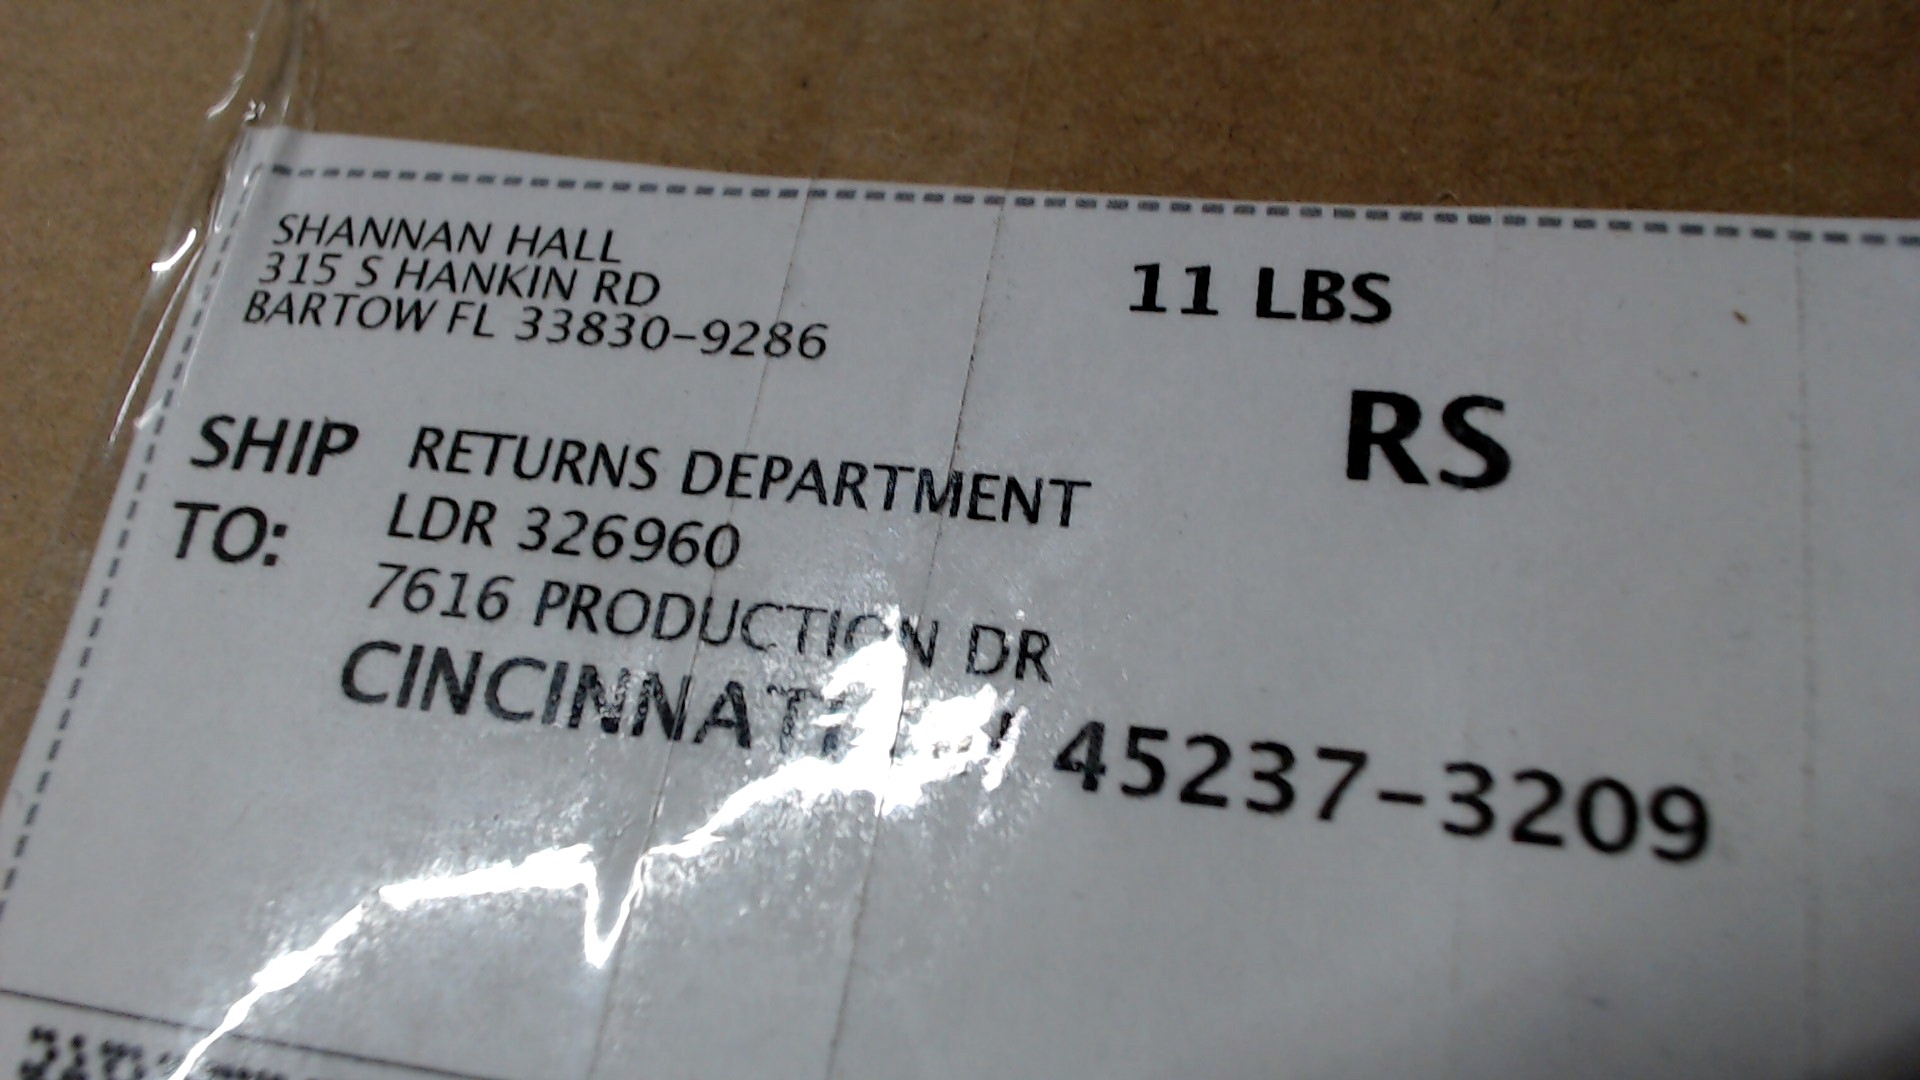 SHANNAN HALL
315 S HANKIN RD
BARTOW FL 33830-9286
11 LBS
RS
SHIP TO:
RETURNS DEPARTMENT
LDR 326960
7616 PRODUCTION DR
CINCINNATI 45237-3209